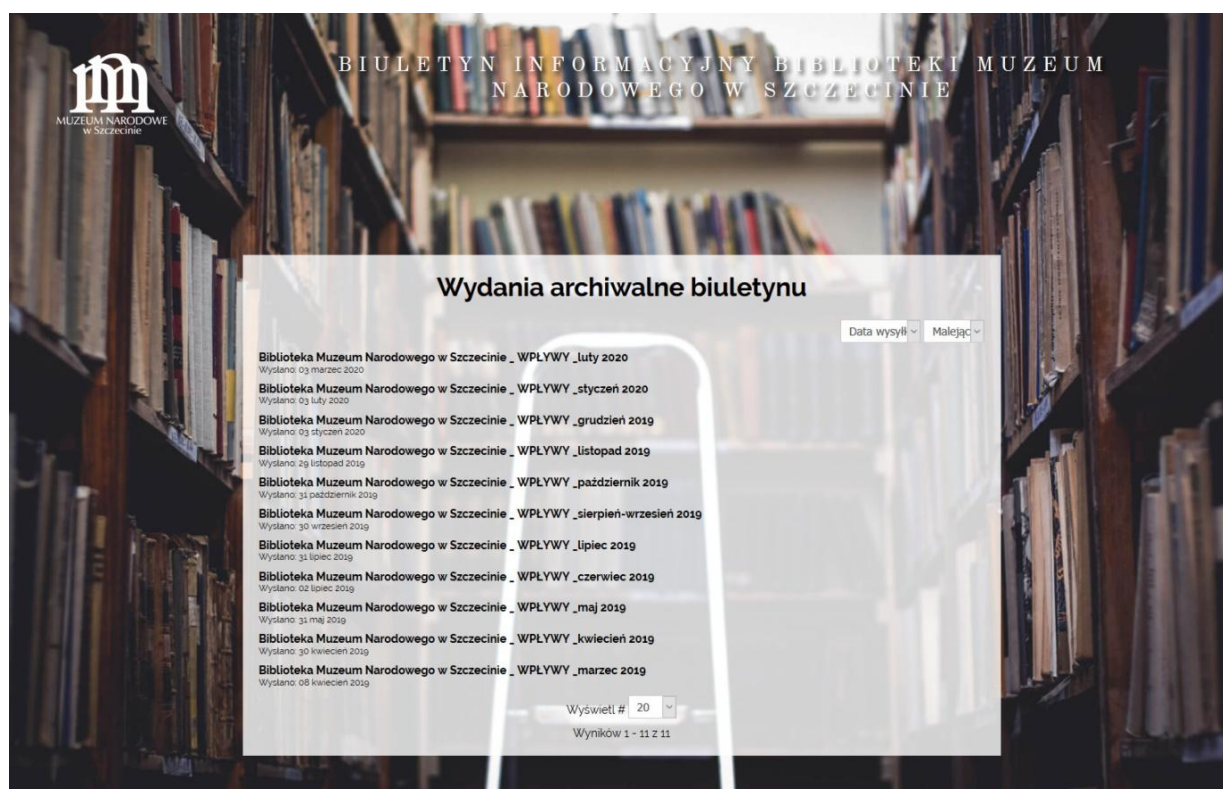 BIULETYN INFORMACYJNY BIBLIOTEKI MUZEUM
NARODOWEGO W SZCZECINIE
MUZEUM NARODOWE
w Szczecinie
Wydania archiwalne biuletynu
Data wysyłk Malejąc
Biblioteka Muzeum Narodowego w Szczecinie _ WPŁYWY _luty 2020
Wysłano: 03 marzec 2020
Biblioteka Muzeum Narodowego w Szczecinie _ WPŁYWY _styczeń 2020
Wysłano: 03 luty 2020
Biblioteka Muzeum Narodowego w Szczecinie _ WPŁYWY _grudzień 2019
Wysłano: 03 styczeń 2020
Biblioteka Muzeum Narodowego w Szczecinie _ WPŁYWY _listopad 2019
Wysłano: 29 listopad 2019
Biblioteka Muzeum Narodowego w Szczecinie _ WPŁYWY _październik 2019
Wysłano: 31 październik 2019
Biblioteka Muzeum Narodowego w Szczecinie _ WPŁYWY _sierpień-wrzesień 2019
Wysłano: 30 wrzesień 2019
Biblioteka Muzeum Narodowego w Szczecinie _ WPŁYWY _lipiec 2019
Wysłano: 31 lipiec 2019
Biblioteka Muzeum Narodowego w Szczecinie _ WPŁYWY _czerwiec 2019
Wysłano: 02 lipiec 2019
Biblioteka Muzeum Narodowego w Szczecinie _ WPŁYWY _maj 2019
Wysłano: 31 maj 2019
Biblioteka Muzeum Narodowego w Szczecinie _ WPŁYWY _kwiecień 2019
Wysłano: 30 kwiecień 2019
Biblioteka Muzeum Narodowego w Szczecinie _ WPŁYWY _marzec 2019
Wysłano: 08 kwiecień 2019
Wyświetl # 20
Wyników 1 - 11 z 11